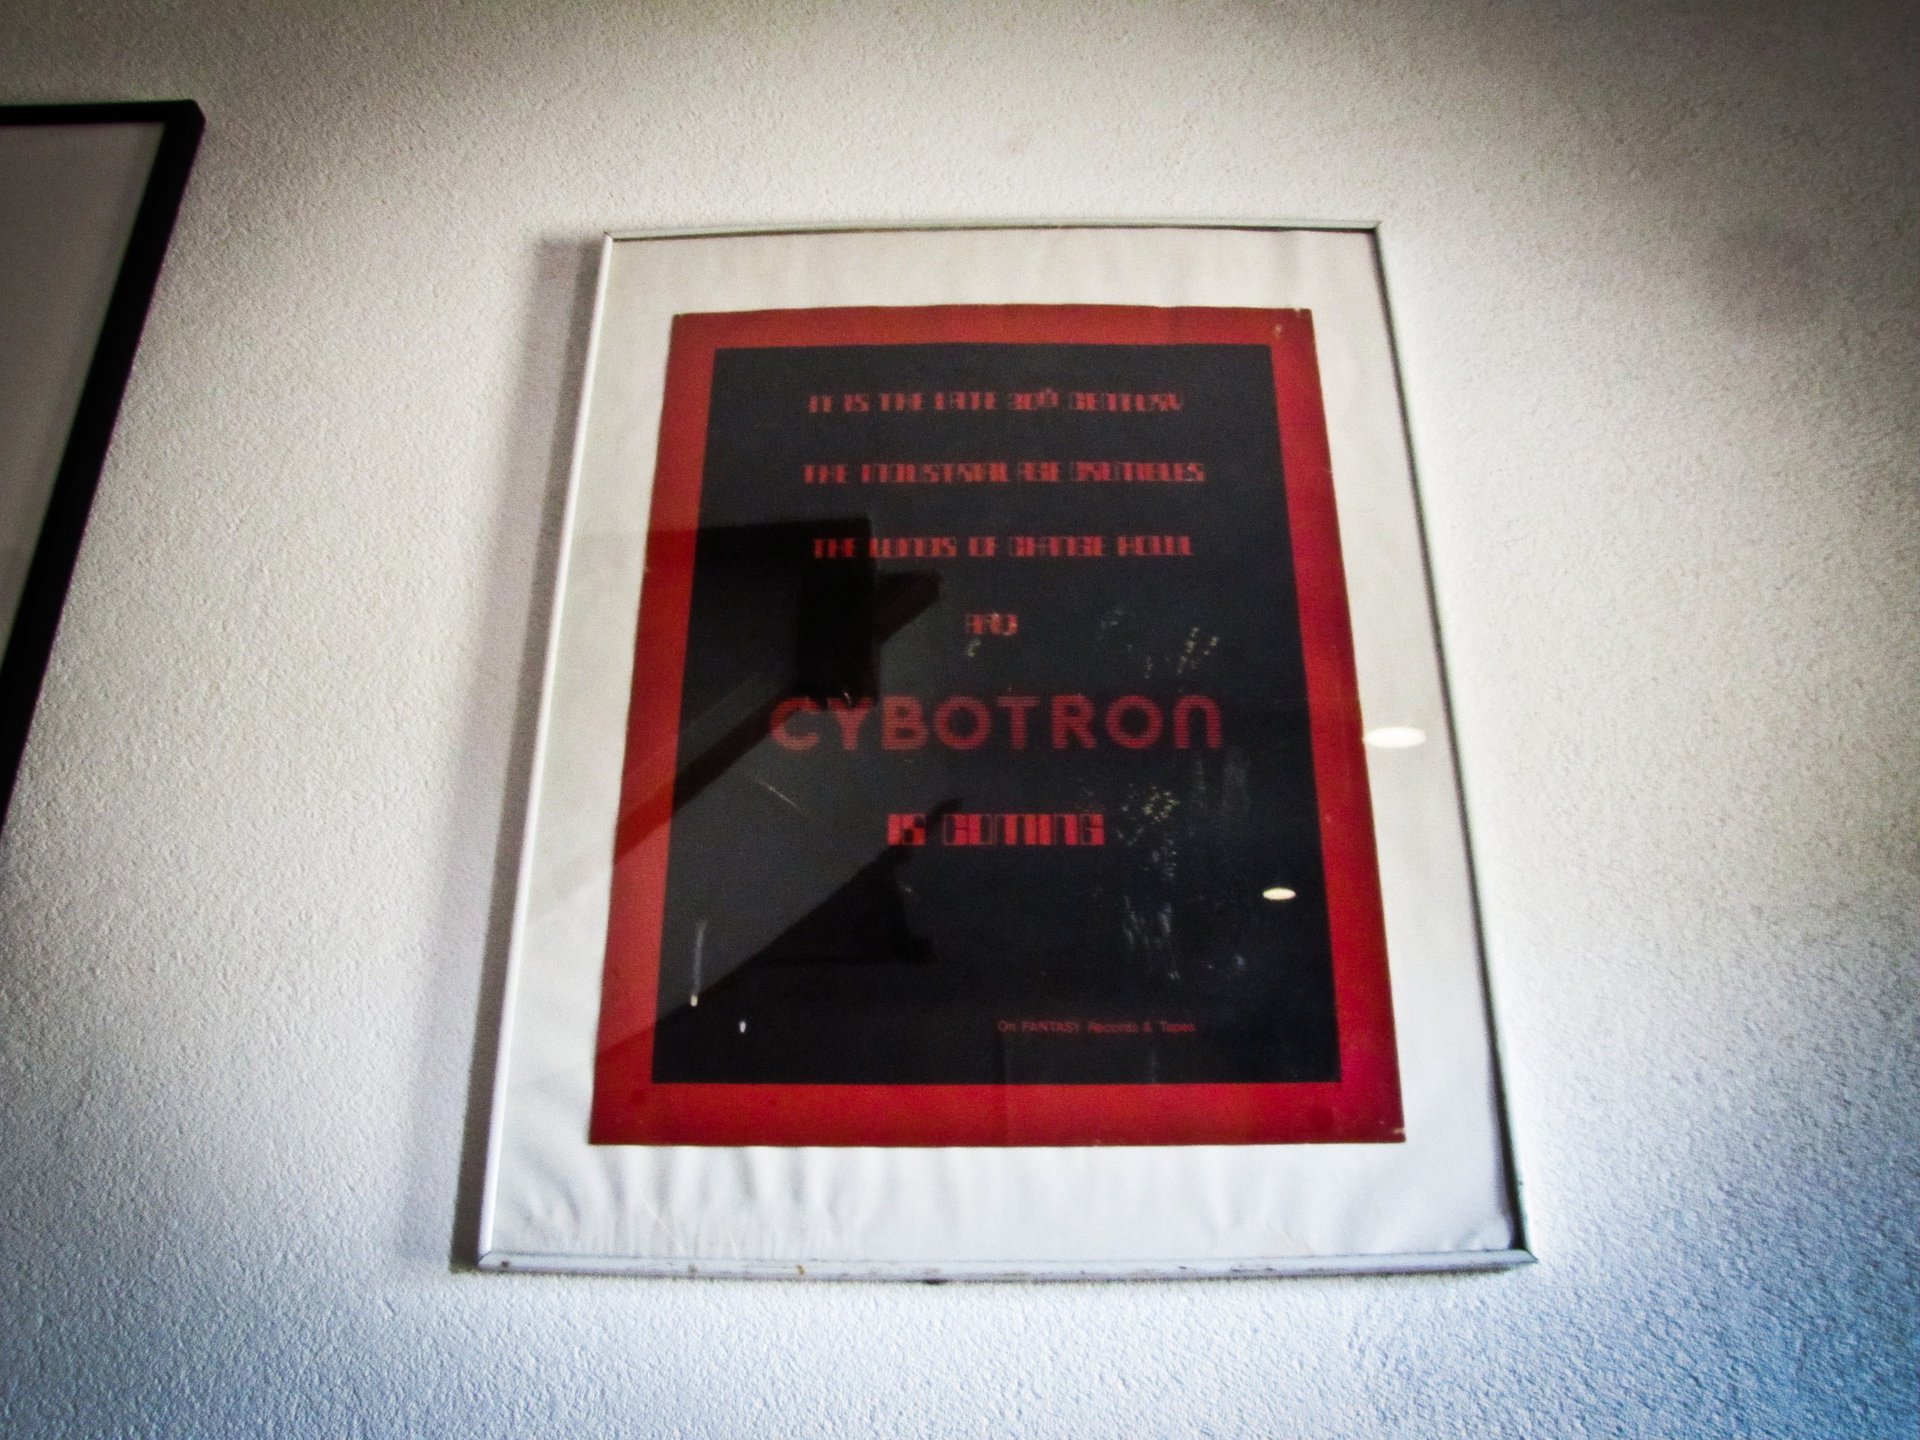 IT IS THE LATE 20th CENTURY
THE INDUSTRIAL AGE CRUMBLES
THE WINDS OF CHANGE HOWL
AND
CYBOTRON
IS COMING
On FANTASY Records & Tapes